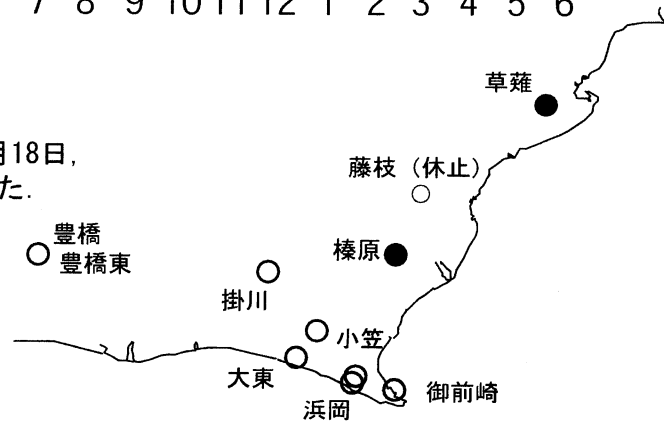 7 8 9 10 11 12 1 2 3 4 5 6
草薙
月18日,
藤枝（休止）
た.
豊橋
豊橋東
榛原
掛川
小笠
大東
御前崎
浜岡